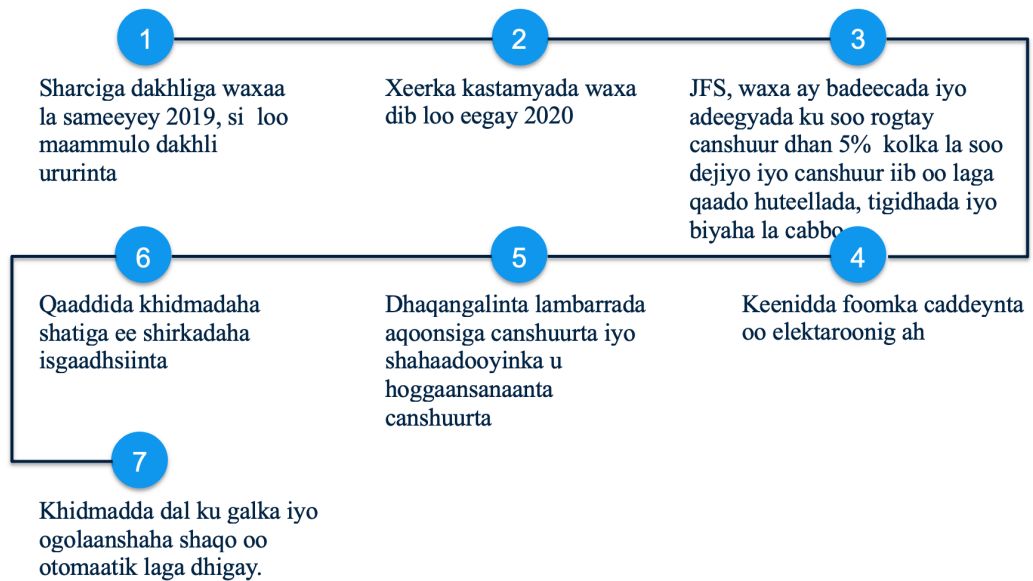 1
Sharciga dakhliga waxaa
la sameeyey 2019, si loo
maammulo dakhli
ururinta
2
Xeerka kastamyada waxa
dib loo eegay 2020
3
JFS, waxa ay badeecada iyo
adeegyada ku soo rogtay
canshuur dhan 5% kolka la soo
dejiyo iyo canshuur iib oo laga
qaado huteellada, tigidhada iyo
biyaha la cabbo
4
Keenidda foomka caddeynta
oo elektaroonig ah
5
Dhaqangalinta lambarrada
aqoonsiga canshuurta iyo
shahaadooyinka u
hoggaansanaanta
canshuurta
6
Qaaddida khidmadaha
shatiga ee shirkadaha
isgaadhsiinta
7
Khidmadda dal ku galka iyo
ogolaanshaha shaqo oo
otomaatik laga dhigay.